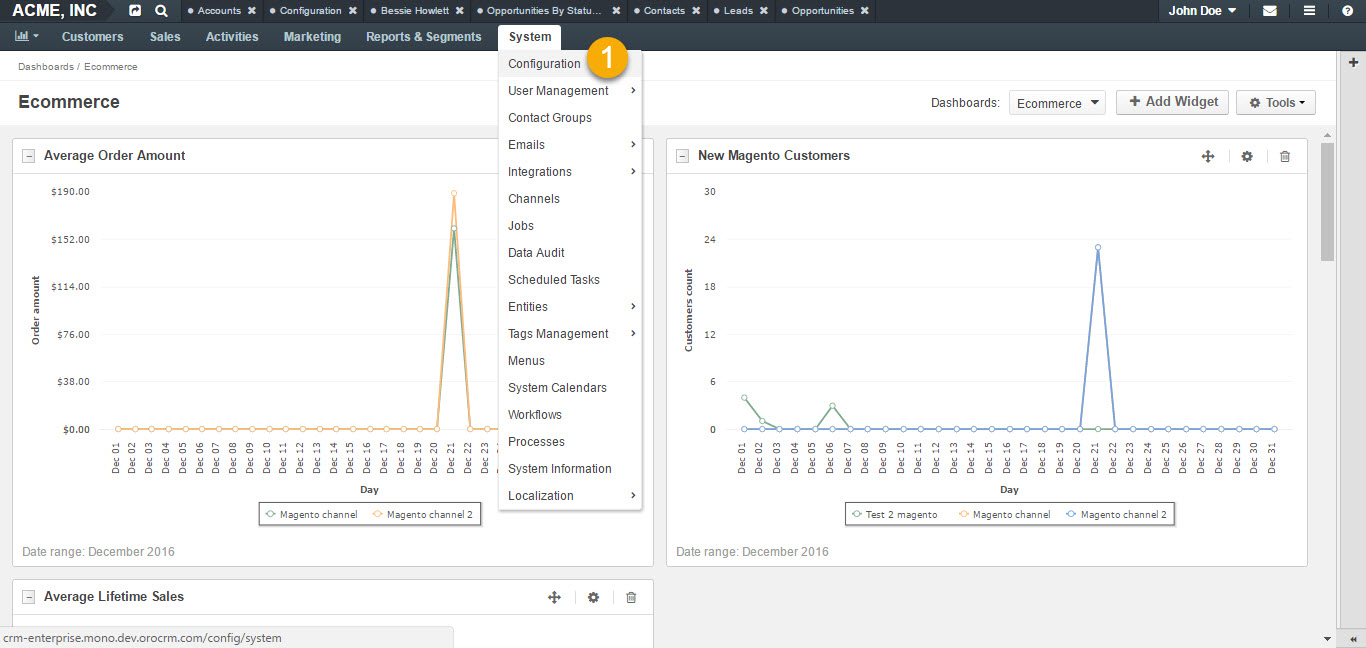 ACME, INC
Accounts ✖ Configuration ✖ Bessie Howlett ✖ Opportunities By Statu... ✖ Contacts ✖ Leads ✖ Opportunities ✖
John Doe
Customers Sales Activities Marketing Reports & Segments System
Dashboards / Ecommerce
Ecommerce
Dashboards: Ecommerce + Add Widget Tools
Configuration
1
User Management
Contact Groups
Emails
Integrations
Channels
Jobs
Data Audit
Scheduled Tasks
Entities
Tags Management
Menus
System Calendars
Workflows
Processes
System Information
Localization
Average Order Amount
Order amount
$190.00
$152.00
$114.00
$76.00
$38.00
$0.00
Dec 01 Dec 02 Dec 03 Dec 04 Dec 05 Dec 06 Dec 07 Dec 08 Dec 09 Dec 10 Dec 11 Dec 12 Dec 13 Dec 14 Dec 15 Dec 16 Dec 17 Dec 18 Dec 19 Dec 20 Dec 21 Dec 22 Dec 23
Day
Magento channel Magento channel 2
Date range: December 2016
New Magento Customers
Customers count
30
24
18
12
6
0
Dec 01 Dec 02 Dec 03 Dec 04 Dec 05 Dec 06 Dec 07 Dec 08 Dec 09 Dec 10 Dec 11 Dec 12 Dec 13 Dec 14 Dec 15 Dec 16 Dec 17 Dec 18 Dec 19 Dec 20 Dec 21 Dec 22 Dec 23 Dec 24 Dec 25 Dec 26 Dec 27 Dec 28 Dec 29 Dec 30 Dec 31
Day
Test 2 magento Magento channel Magento channel 2
Date range: December 2016
Average Lifetime Sales
crm-enterprise.mono.dev.orocrm.com/config/system